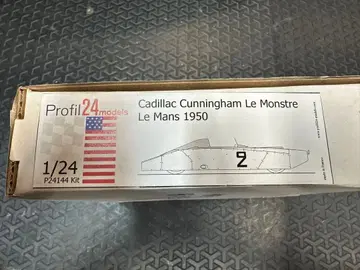 Profil24models
Cadillac Cunningham Le Monstre
Le Mans 1950
1/24
P24144 Kit
2